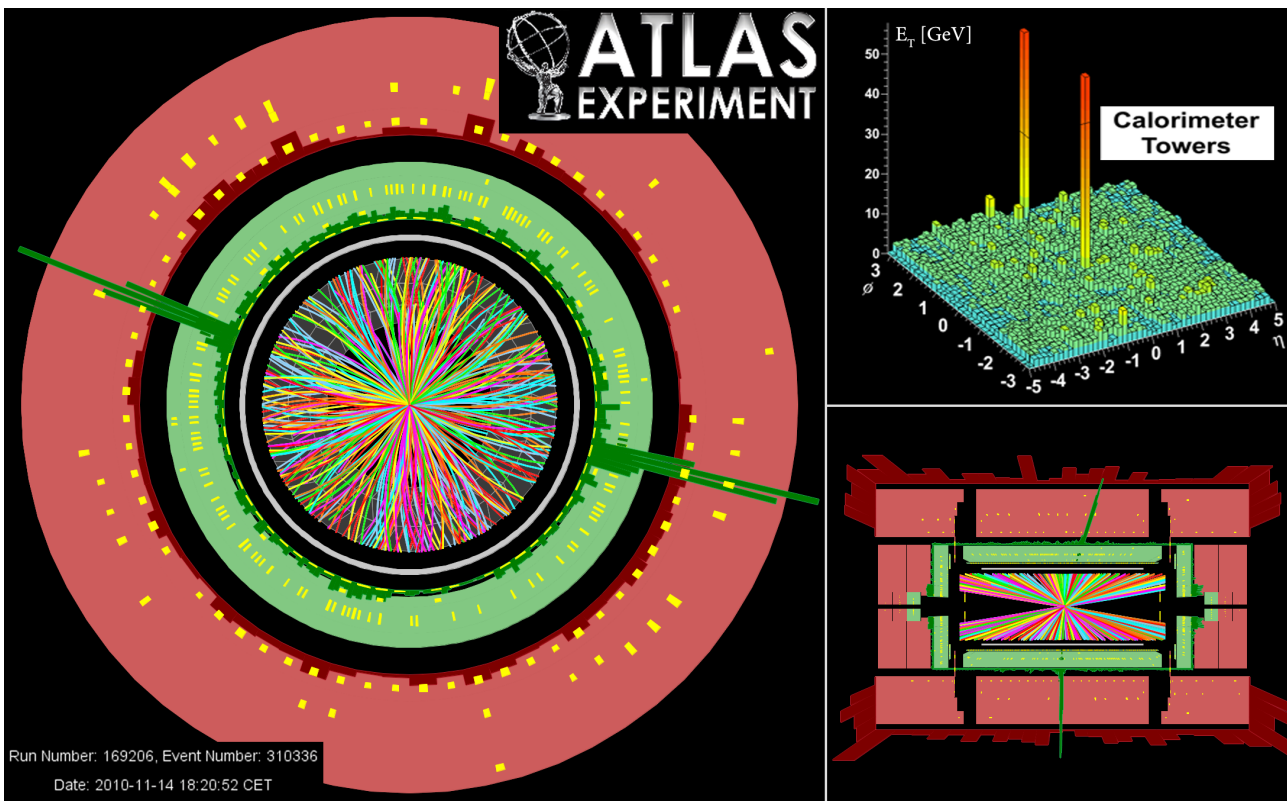 ATLAS
EXPERIMENT
Run Number: 169206, Event Number: 310336
Date: 2010-11-14 18:20:52 CET
E_T [GeV]
50
40
30
20
10
0
Calorimeter
Towers
3
2
1
0
-1
-2
-3
ϕ
-5
-4
-3
-2
-1
0
1
2
3
4
5
η